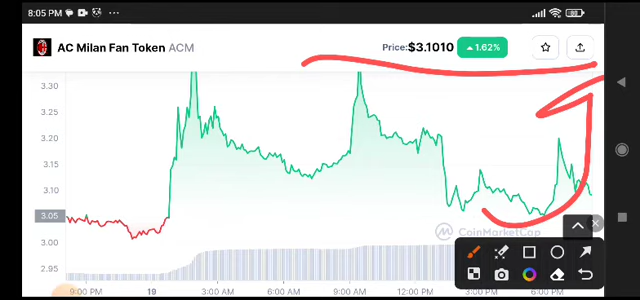 8:05 PM
AC Milan Fan Token ACM
Price:$3.1010 1.62%
3.30
3.25
3.20
3.15
3.10
3.05
3.00
2.95
CoinMarketCap
9:00 PM 19 3:00 AM 6:00 AM 9:00 AM 12:00 PM 3:00 PM 6:00 PM